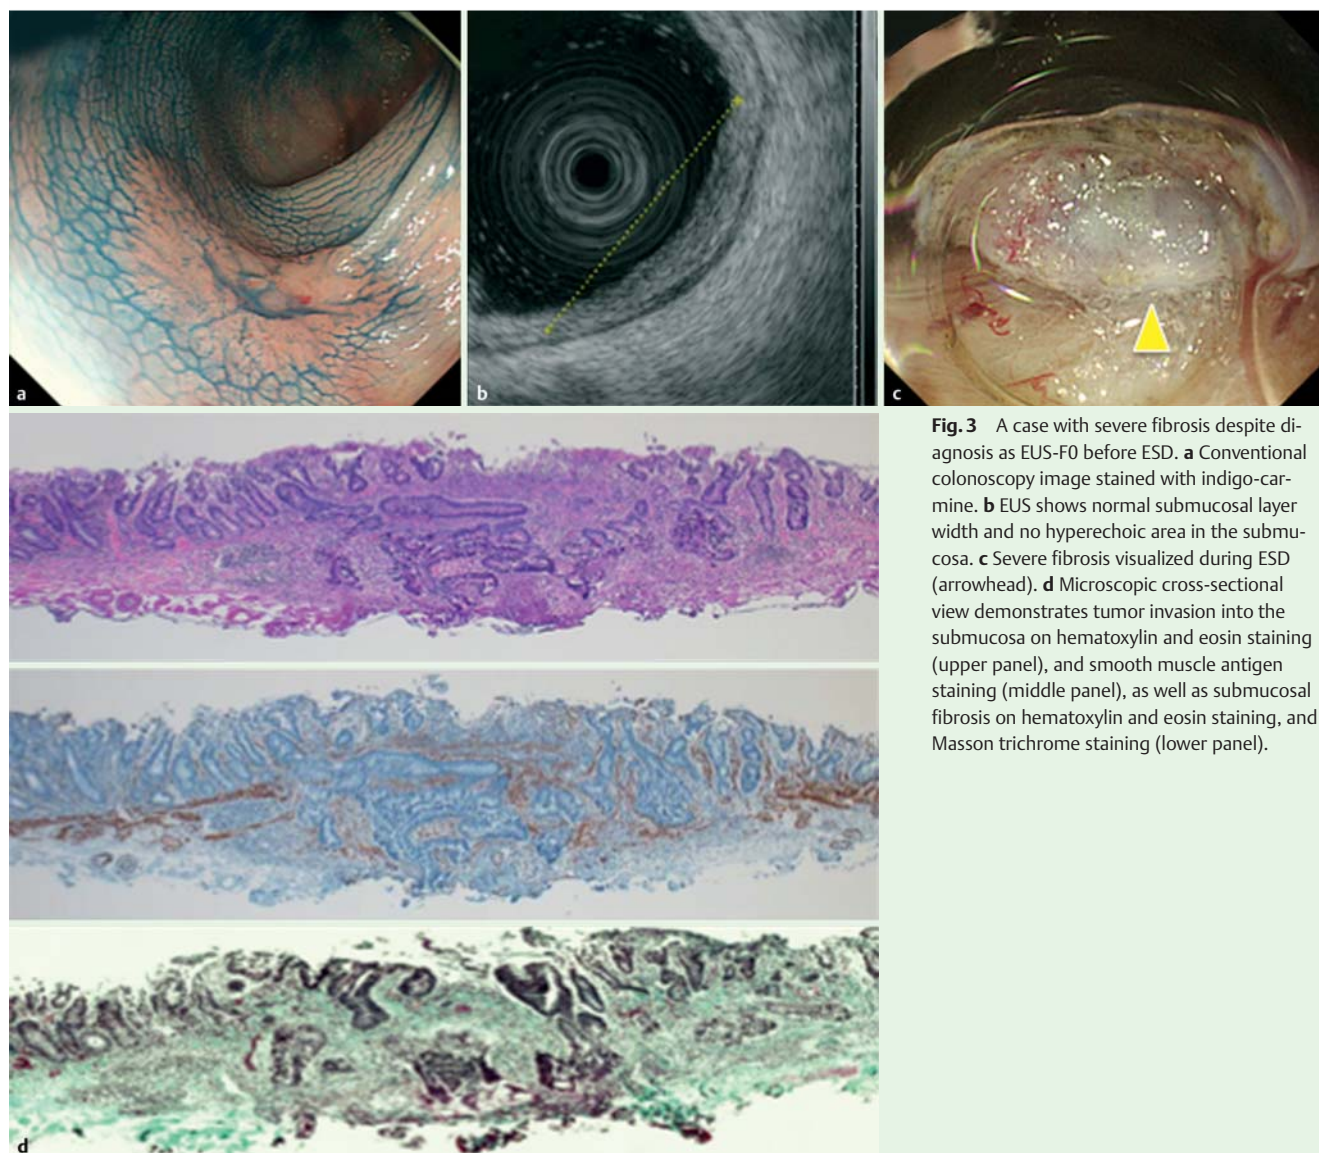 a
b
c
Fig. 3 A case with severe fibrosis despite di-
agnosis as EUS-F0 before ESD. a Conventional
colonoscopy image stained with indigo-car-
mine. b EUS shows normal submucosal layer
width and no hyperechoic area in the submu-
cosa. c Severe fibrosis visualized during ESD
(arrowhead). d Microscopic cross-sectional
view demonstrates tumor invasion into the
submucosa on hematoxylin and eosin staining
(upper panel), and smooth muscle antigen
staining (middle panel), as well as submucosal
fibrosis on hematoxylin and eosin staining, and
Masson trichrome staining (lower panel).
d